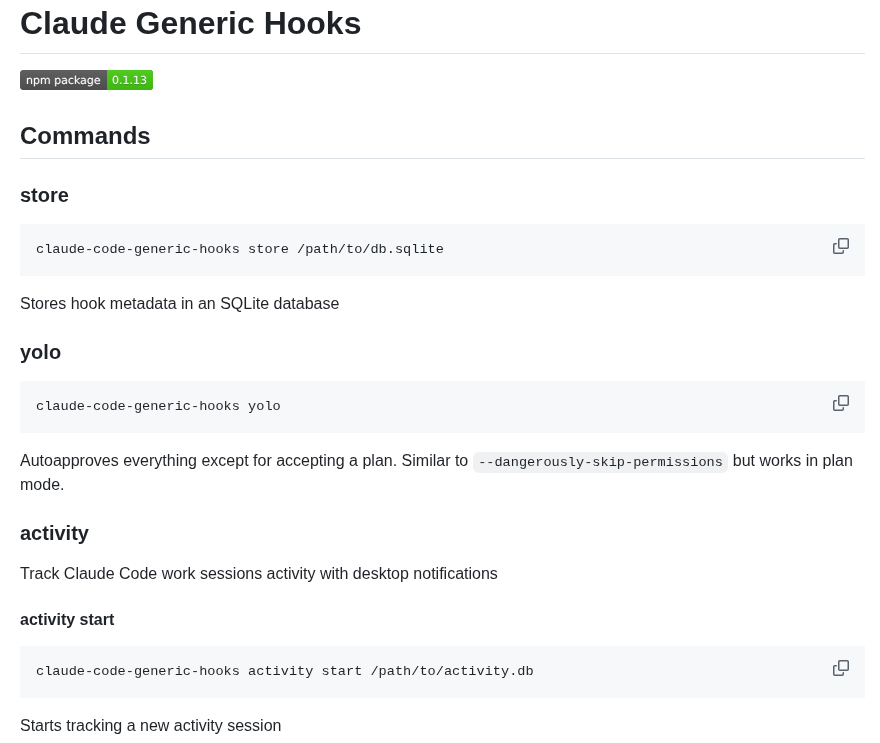 Claude Generic Hooks
npm package 0.1.13
Commands
store
claude-code-generic-hooks store /path/to/db.sqlite
Stores hook metadata in an SQLite database
yolo
claude-code-generic-hooks yolo
Autoapproves everything except for accepting a plan. Similar to --dangerously-skip-permissions but works in plan
mode.
activity
Track Claude Code work sessions activity with desktop notifications
activity start
claude-code-generic-hooks activity start /path/to/activity.db
Starts tracking a new activity session